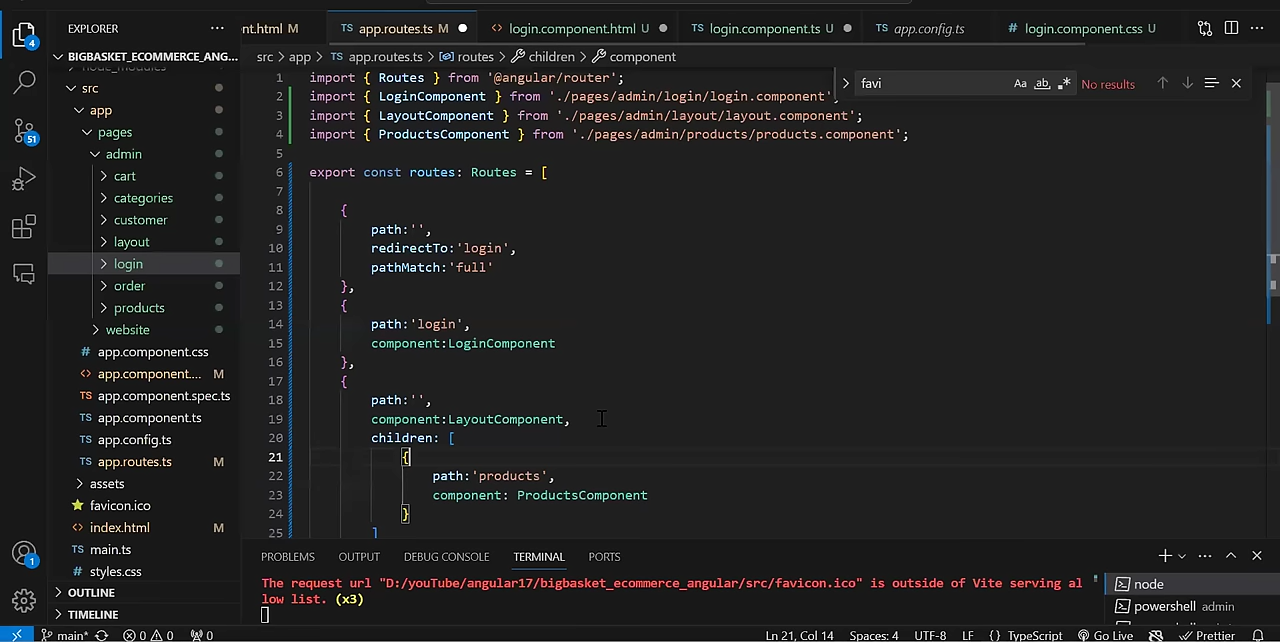 EXPLORER
BIGBASKET_ECOMMERCE_ANG...
src
app
pages
admin
cart
categories
customer
layout
login
order
products
website
# app.component.css
<> app.component.... M
TS app.component.spec.ts
TS app.component.ts
TS app.config.ts
TS app.routes.ts M
assets
favicon.ico
<> index.html M
TS main.ts
# styles.css
OUTLINE
TIMELINE
4
51
1
ent.html M
TS app.routes.ts M
<> login.component.html U
TS login.component.ts U
TS app.config.ts
# login.component.css U
src > app > TS app.routes.ts > routes > children > component
favi Aa ab .* No results
1 import { Routes } from '@angular/router';
2 import { LoginComponent } from './pages/admin/login/login.component'
3 import { LayoutComponent } from './pages/admin/layout/layout.component';
4 import { ProductsComponent } from './pages/admin/products/products.component';
5
6 export const routes: Routes = [
7
8 {
9 path:'',
10 redirectTo:'login',
11 pathMatch:'full'
12 },
13 {
14 path:'login',
15 component:LoginComponent
16 },
17 {
18 path:'',
19 component:LayoutComponent,
20 children: [
21 {
22 path:'products',
23 component: ProductsComponent
24 }
25 ]
PROBLEMS OUTPUT DEBUG CONSOLE TERMINAL PORTS
The request url "D:/youTube/angular17/bigbasket_ecommerce_angular/src/favicon.ico" is outside of Vite serving al
low list. (x3)
node
powershell admin
main* 0 0 0 Ln 21, Col 14 Spaces: 4 UTF-8 LF {} TypeScript Go Live Prettier